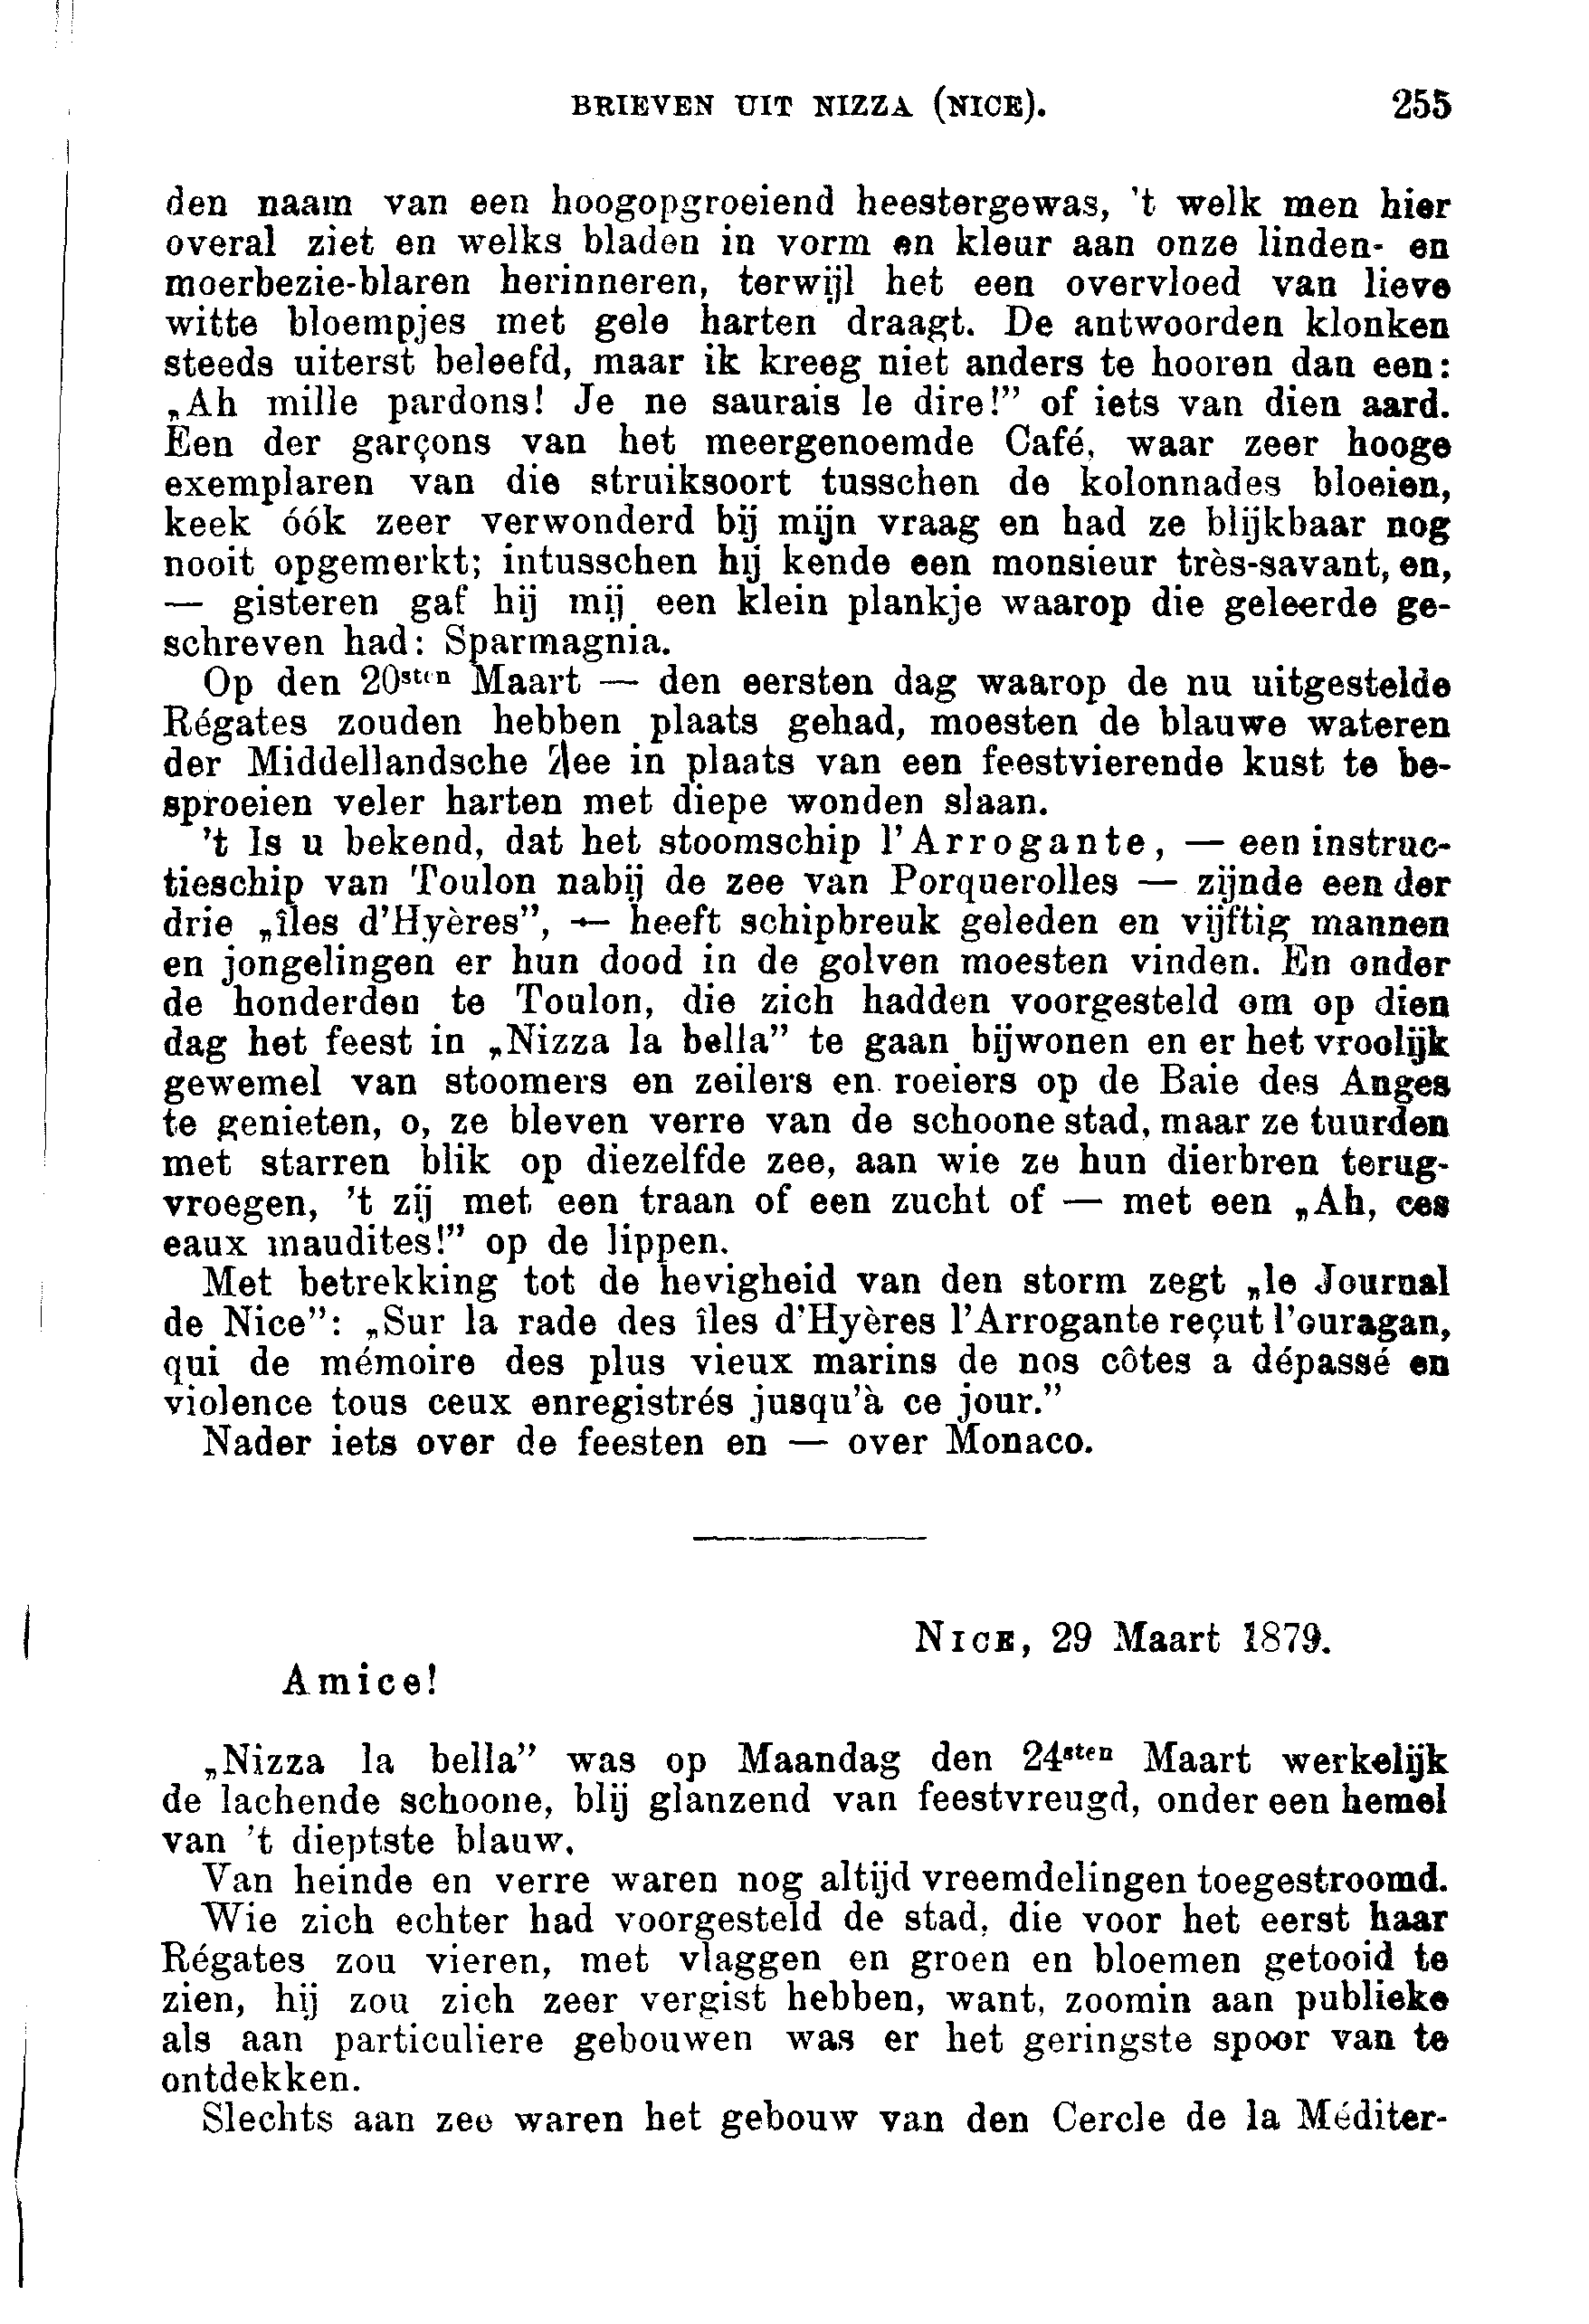 BRIEVEN UIT NIZZA (NICE). 255
den naam van een hoogopgroeiend heestergewas, 't welk men hier
overal ziet en welks bladen in vorm en kleur aan onze linden- en
moerbezie-blaren herinneren, terwijl het een overvloed van lieve
witte bloempjes met gele harten draagt. De antwoorden klonken
steeds uiterst beleefd, maar ik kreeg niet anders te hooren dan een:
„Ah mille pardons! Je ne saurais le dire!” of iets van dien aard.
Een der garçons van het meergenoemde Café, waar zeer hooge
exemplaren van die struiksoort tusschen de kolonnades bloeien,
keek óók zeer verwonderd bij mijn vraag en had ze blijkbaar nog
nooit opgemerkt; intusschen hij kende een monsieur très-savant, en,
— gisteren gaf hij mij een klein plankje waarop die geleerde ge-
schreven had: Sparmagnia.
Op den 20sten Maart — den eersten dag waarop de nu uitgestelde
Régates zouden hebben plaats gehad, moesten de blauwe wateren
der Middellandsche Zee in plaats van een feestvierende kust te be-
sproeien veler harten met diepe wonden slaan.
't Is u bekend, dat het stoomschip l'Arrogante, — een instruc-
tieschip van Toulon nabij de zee van Porquerolles — zijnde een der
drie „îles d'Hyères”, — heeft schipbreuk geleden en vijftig mannen
en jongelingen er hun dood in de golven moesten vinden. En onder
de honderden te Toulon, die zich hadden voorgesteld om op dien
dag het feest in „Nizza la bella” te gaan bijwonen en er het vroolijk
gewemel van stoomers en zeilers en roeiers op de Baie des Anges
te genieten, o, ze bleven verre van de schoone stad, maar ze tuurden
met starren blik op diezelfde zee, aan wie ze hun dierbren terug-
vroegen, 't zij met een traan of een zucht of — met een „Ah, ces
eaux maudites!” op de lippen.
Met betrekking tot de hevigheid van den storm zegt „le Journal
de Nice”: „Sur la rade des îles d'Hyères l'Arrogante reçut l'ouragan,
qui de mémoire des plus vieux marins de nos côtes a dépassé en
violence tous ceux enregistrés jusqu'à ce jour.”
Nader iets over de feesten en — over Monaco.
NICE, 29 Maart 1879.
Amice!
„Nizza la bella” was op Maandag den 24sten Maart werkelijk
de lachende schoone, blij glanzend van feestvreugd, onder een hemel
van 't dieptste blauw.
Van heinde en verre waren nog altijd vreemdelingen toegestroomd.
Wie zich echter had voorgesteld de stad, die voor het eerst haar
Régates zou vieren, met vlaggen en groen en bloemen getooid te
zien, hij zou zich zeer vergist hebben, want, zoomin aan publieke
als aan particuliere gebouwen was er het geringste spoor van te
ontdekken.
Slechts aan zee waren het gebouw van den Cercle de la Méditer-